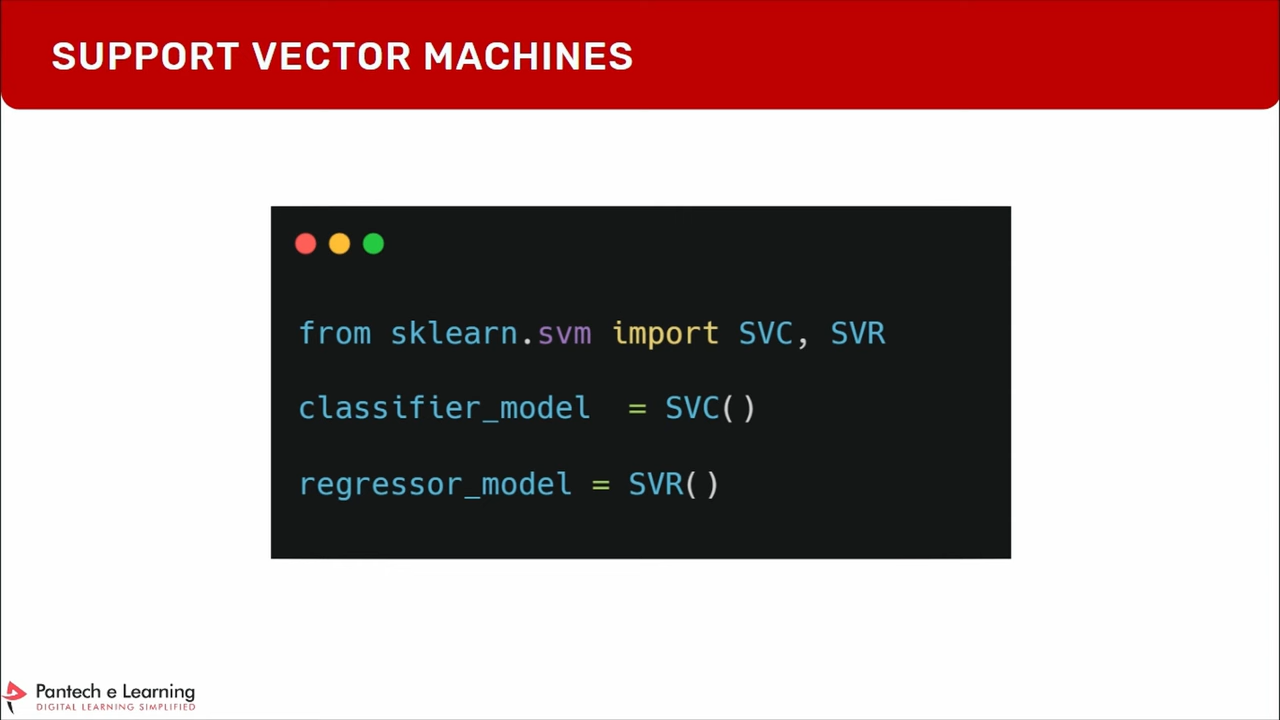 SUPPORT VECTOR MACHINES
from sklearn.svm import SVC, SVR
classifier_model  = SVC()
regressor_model = SVR()
Pantech e Learning
DIGITAL LEARNING SIMPLIFIED